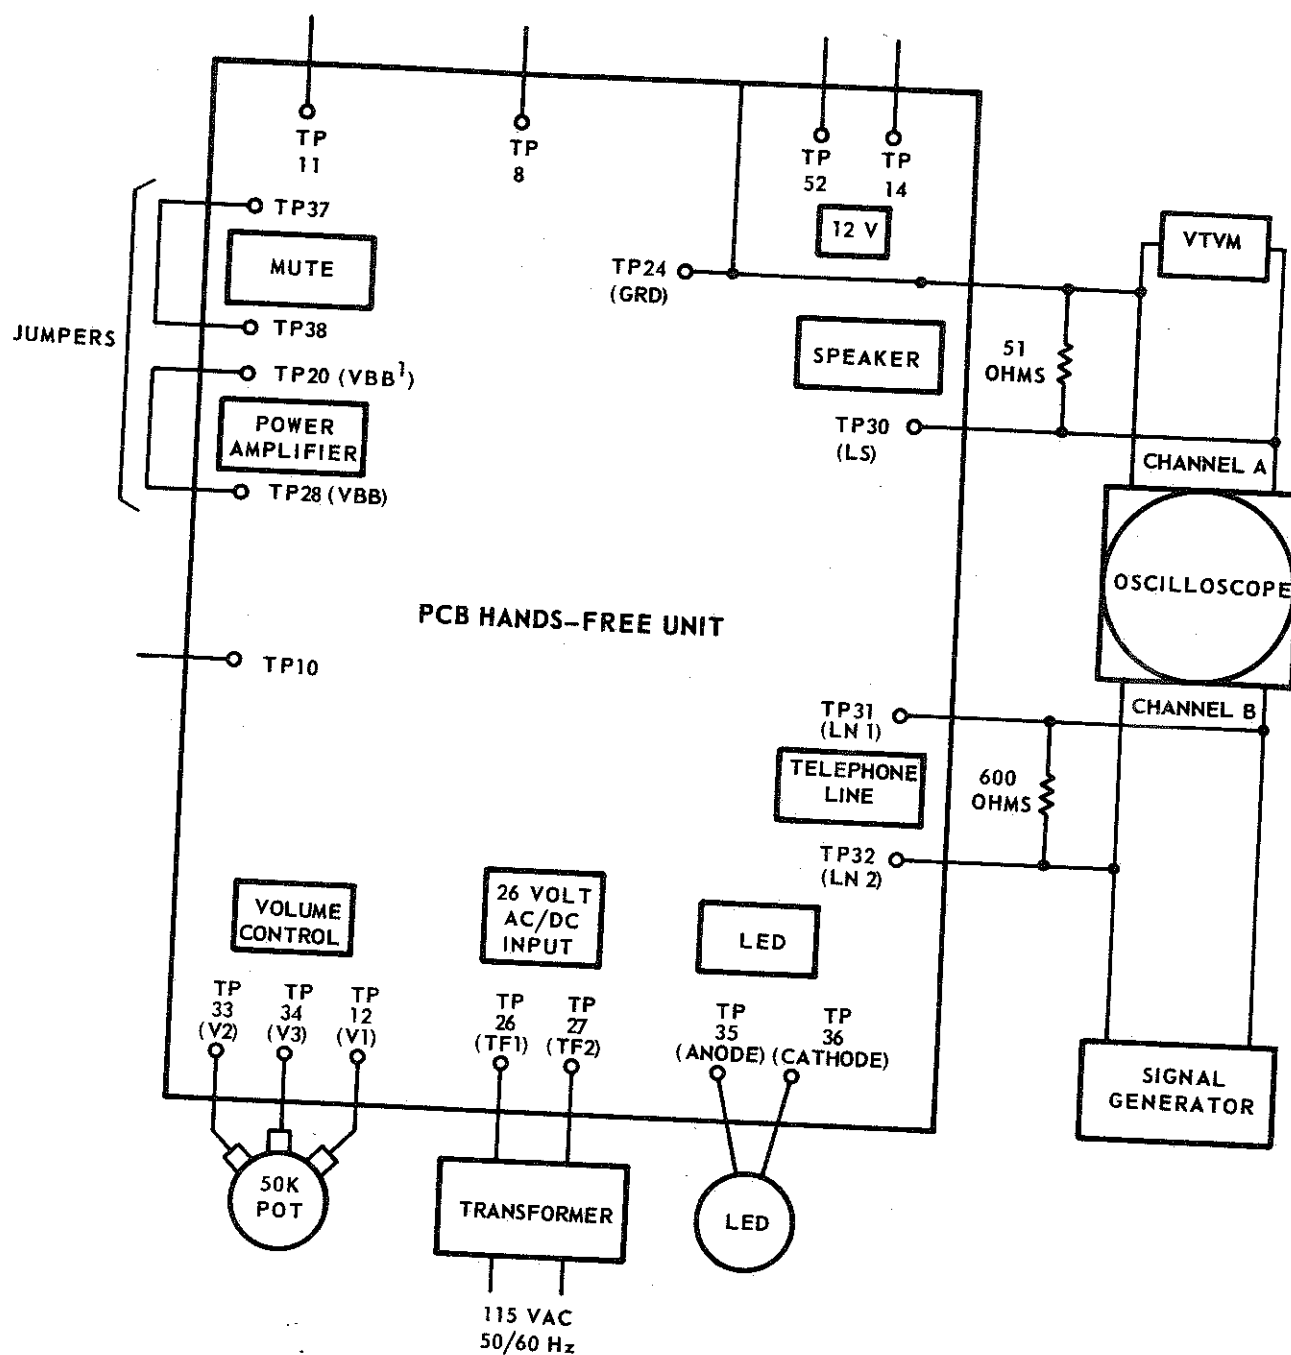 TP
11
TP
8
TP
52
TP
14
TP37
MUTE
TP38
JUMPERS
TP20 (VBB1)
POWER
AMPLIFIER
TP28 (VBB)
12 V
TP24
(GRD)
VTVM
SPEAKER
51
OHMS
TP30
(LS)
CHANNEL A
OSCILLOSCOPE
PCB HANDS-FREE UNIT
TP10
CHANNEL B
TP31
(LN 1)
TELEPHONE
LINE
600
OHMS
TP32
(LN 2)
VOLUME
CONTROL
26 VOLT
AC/DC
INPUT
LED
TP
33
(V2)
TP
34
(V3)
TP
12
(V1)
TP
26
(TF1)
TP
27
(TF2)
TP
35
(ANODE)
TP
36
(CATHODE)
SIGNAL
GENERATOR
50K
POT
TRANSFORMER
LED
115 VAC
50/60 Hz